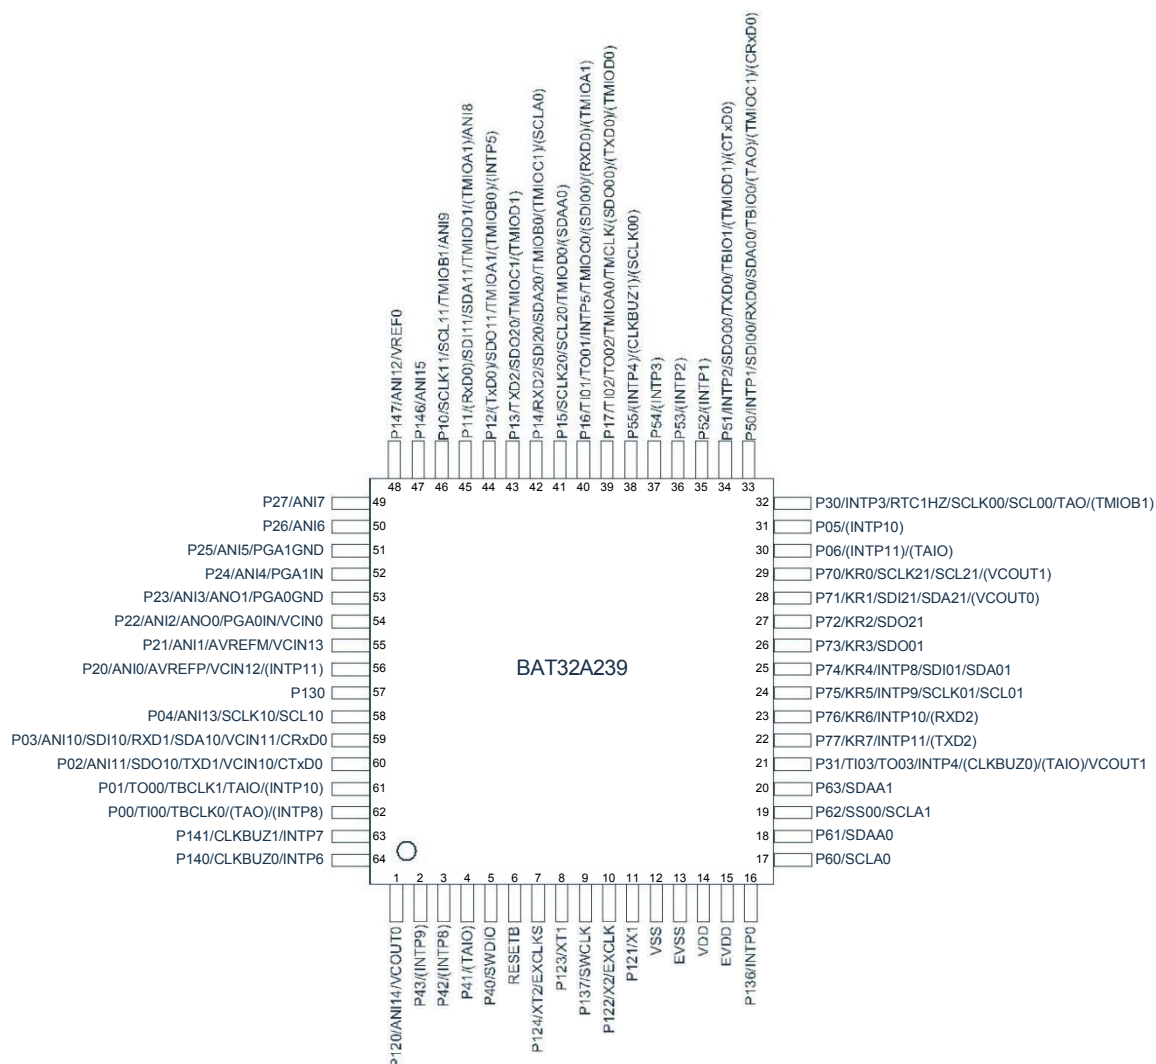 P147/ANI12/VREF0
P146/ANI15
P10/SCLK11/SCL11/TMIOB1/ANI9
P11/(RxD0)/SDI11/SDA11/TMIOD1/(TMIOA1)/ANI8
P12/(TxD0)/SDO11/TMIOA1/(TMIOB0)/(INTP5)
P13/TXD2/SDO20/TMIOC1/(TMIOD1)
P14/RXD2/SDI20/SDA20/TMIOB0/(TMIOC1)/(SCLA0)
P15/SCLK20/SCL20/TMIOD0/(SDAA0)
P16/TI01/TO01/INTP5/TMIOC0/(SDI00)/(RXD0)/(TMIOA1)
P17/TI02/TO02/TMIOA0/TMCLK/(SDO00)/(TXD0)/(TMIOD0)
P55/(INTP4)/(CLKBUZ1)/(SCLK00)
P54/(INTP3)
P53/(INTP2)
P52/(INTP1)
P51/INTP2/SDO00/TXD0/TBIO1/(TMIOD1)/(CTxD0)
P50/INTP1/SDI00/RXD0/SDA00/TBIO0/(TAO)/(TMIOC1)/(CRxD0)
48 47 46 45 44 43 42 41 40 39 38 37 36 35 34 33
P27/ANI7 49
P26/ANI6 50
P25/ANI5/PGA1GND 51
P24/ANI4/PGA1IN 52
P23/ANI3/ANO1/PGA0GND 53
P22/ANI2/ANO0/PGA0IN/VCIN0 54
P21/ANI1/AVREFM/VCIN13 55
P20/ANI0/AVREFP/VCIN12/(INTP11) 56
P130 57
P04/ANI13/SCLK10/SCL10 58
P03/ANI10/SDI10/RXD1/SDA10/VCIN11/CRxD0 59
P02/ANI11/SDO10/TXD1/VCIN10/CTxD0 60
P01/TO00/TBCLK1/TAIO/(INTP10) 61
P00/TI00/TBCLK0/(TAO)/(INTP8) 62
P141/CLKBUZ1/INTP7 63
P140/CLKBUZ0/INTP6 64
BAT32A239
32 P30/INTP3/RTC1HZ/SCLK00/SCL00/TAO/(TMIOB1)
31 P05/(INTP10)
30 P06/(INTP11)/(TAIO)
29 P70/KR0/SCLK21/SCL21/(VCOUT1)
28 P71/KR1/SDI21/SDA21/(VCOUT0)
27 P72/KR2/SDO21
26 P73/KR3/SDO01
25 P74/KR4/INTP8/SDI01/SDA01
24 P75/KR5/INTP9/SCLK01/SCL01
23 P76/KR6/INTP10/(RXD2)
22 P77/KR7/INTP11/(TXD2)
21 P31/TI03/TO03/INTP4/(CLKBUZ0)/(TAIO)/VCOUT1
20 P63/SDAA1
19 P62/SS00/SCLA1
18 P61/SDAA0
17 P60/SCLA0
1 2 3 4 5 6 7 8 9 10 11 12 13 14 15 16
P120/ANI14/VCOUT0
P43/(INTP9)
P42/(INTP8)
P41/(TAIO)
P40/SWDIO
RESETB
P124/XT2/EXCLKS
P123/XT1
P137/SWCLK
P122/X2/EXCLK
P121/X1
VSS
EVSS
VDD
EVDD
P136/INTP0